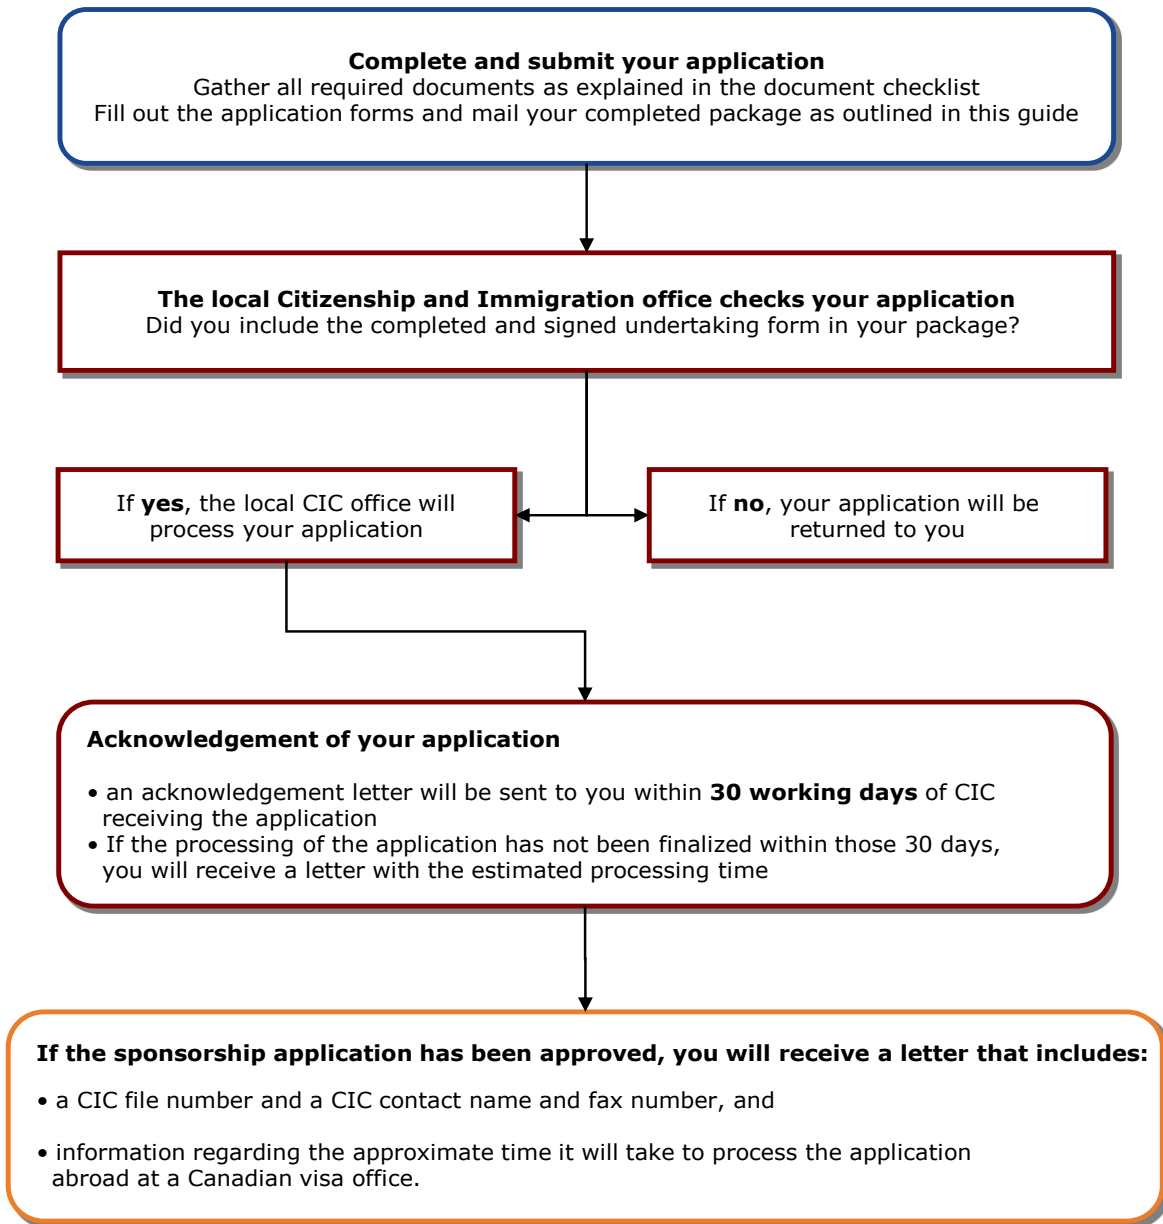 Complete and submit your application
Gather all required documents as explained in the document checklist
Fill out the application forms and mail your completed package as outlined in this guide
The local Citizenship and Immigration office checks your application
Did you include the completed and signed undertaking form in your package?
If yes, the local CIC office will
process your application
If no, your application will be
returned to you
Acknowledgement of your application
• an acknowledgement letter will be sent to you within 30 working days of CIC
receiving the application
• If the processing of the application has not been finalized within those 30 days,
you will receive a letter with the estimated processing time
If the sponsorship application has been approved, you will receive a letter that includes:
• a CIC file number and a CIC contact name and fax number, and
• information regarding the approximate time it will take to process the application
abroad at a Canadian visa office.